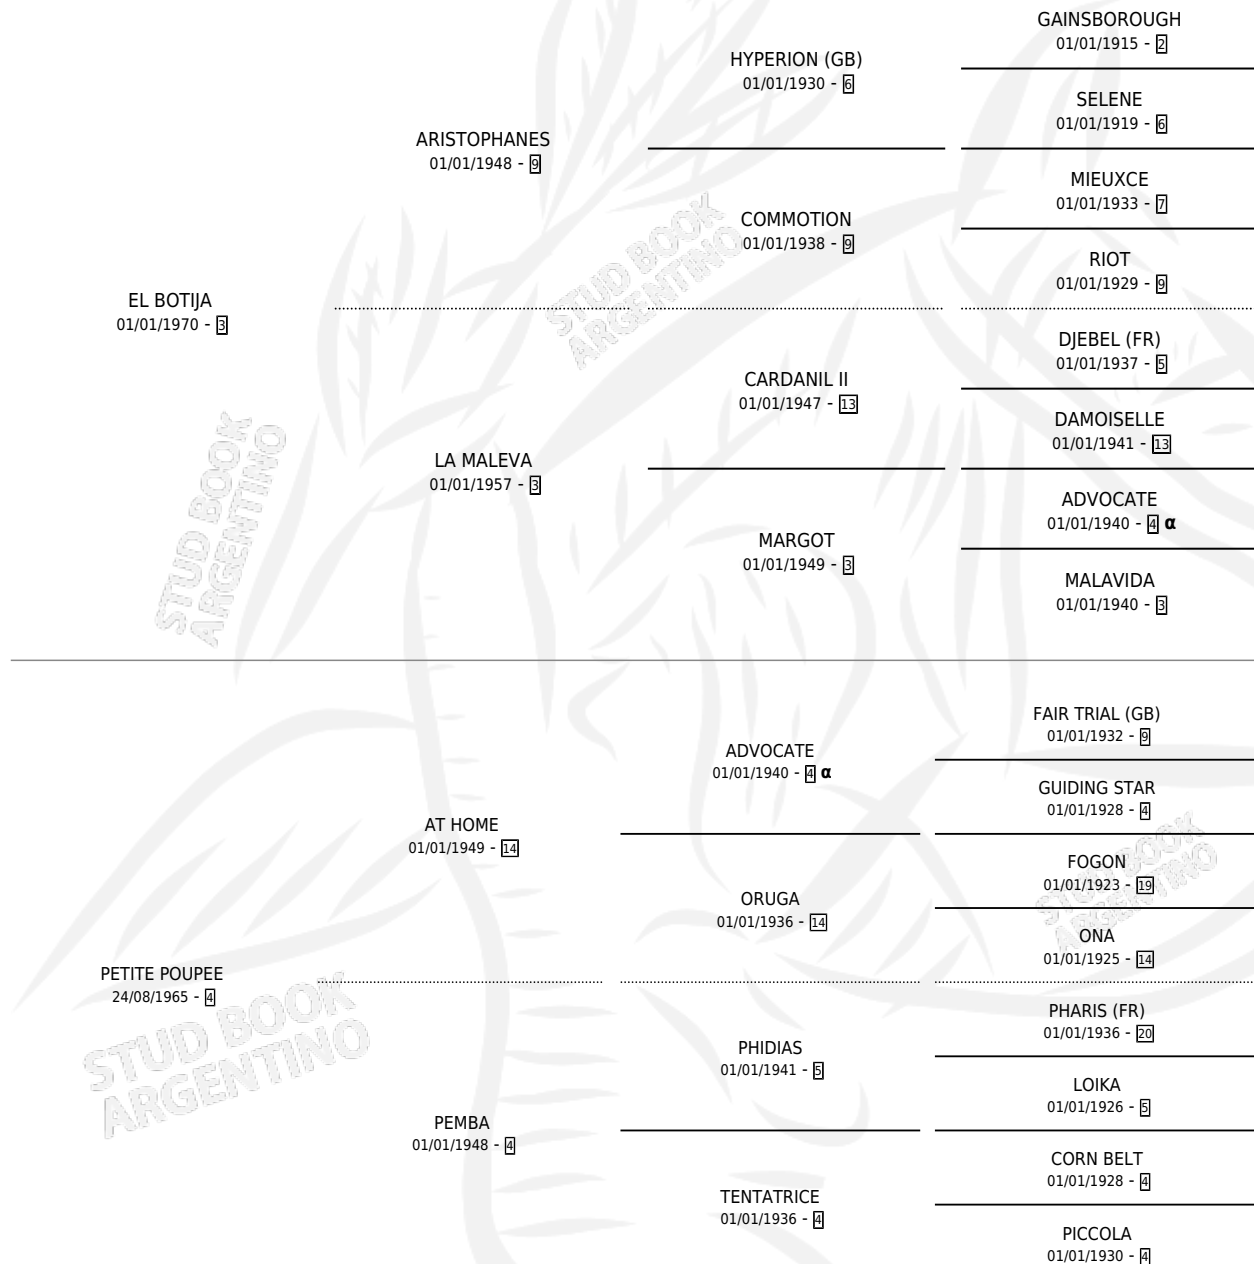 GAINSBOROUGH
01/01/1915 - 2
HYPERION (GB)
01/01/1930 - 6
SELENE
01/01/1919 - 6
ARISTOPHANES
01/01/1948 - 9
MIEUXCE
01/01/1933 - 7
COMMOTION
01/01/1938 - 9
RIOT
01/01/1929 - 9
EL BOTIJA
01/01/1970 - 3
DJEBEL (FR)
01/01/1937 - 5
CARDANIL II
01/01/1947 - 13
DAMOISELLE
01/01/1941 - 13
LA MALEVA
01/01/1957 - 3
ADVOCATE
01/01/1940 - 4 α
MARGOT
01/01/1949 - 3
MALAVIDA
01/01/1940 - 3
FAIR TRIAL (GB)
01/01/1932 - 9
ADVOCATE
01/01/1940 - 4 α
GUIDING STAR
01/01/1928 - 4
AT HOME
01/01/1949 - 14
FOGON
01/01/1923 - 19
ORUGA
01/01/1936 - 14
ONA
01/01/1925 - 14
PETITE POUPEE
24/08/1965 - 4
PHARIS (FR)
01/01/1936 - 20
PHIDIAS
01/01/1941 - 5
LOIKA
01/01/1926 - 5
PEMBA
01/01/1948 - 4
CORN BELT
01/01/1928 - 4
TENTATRICE
01/01/1936 - 4
PICCOLA
01/01/1930 - 4
STUD BOOK
ARGENTINO
STUD BOOK
ARGENTINO
STUD BOOK
ARGENTINO
STUD BOOK
ARGENTINO